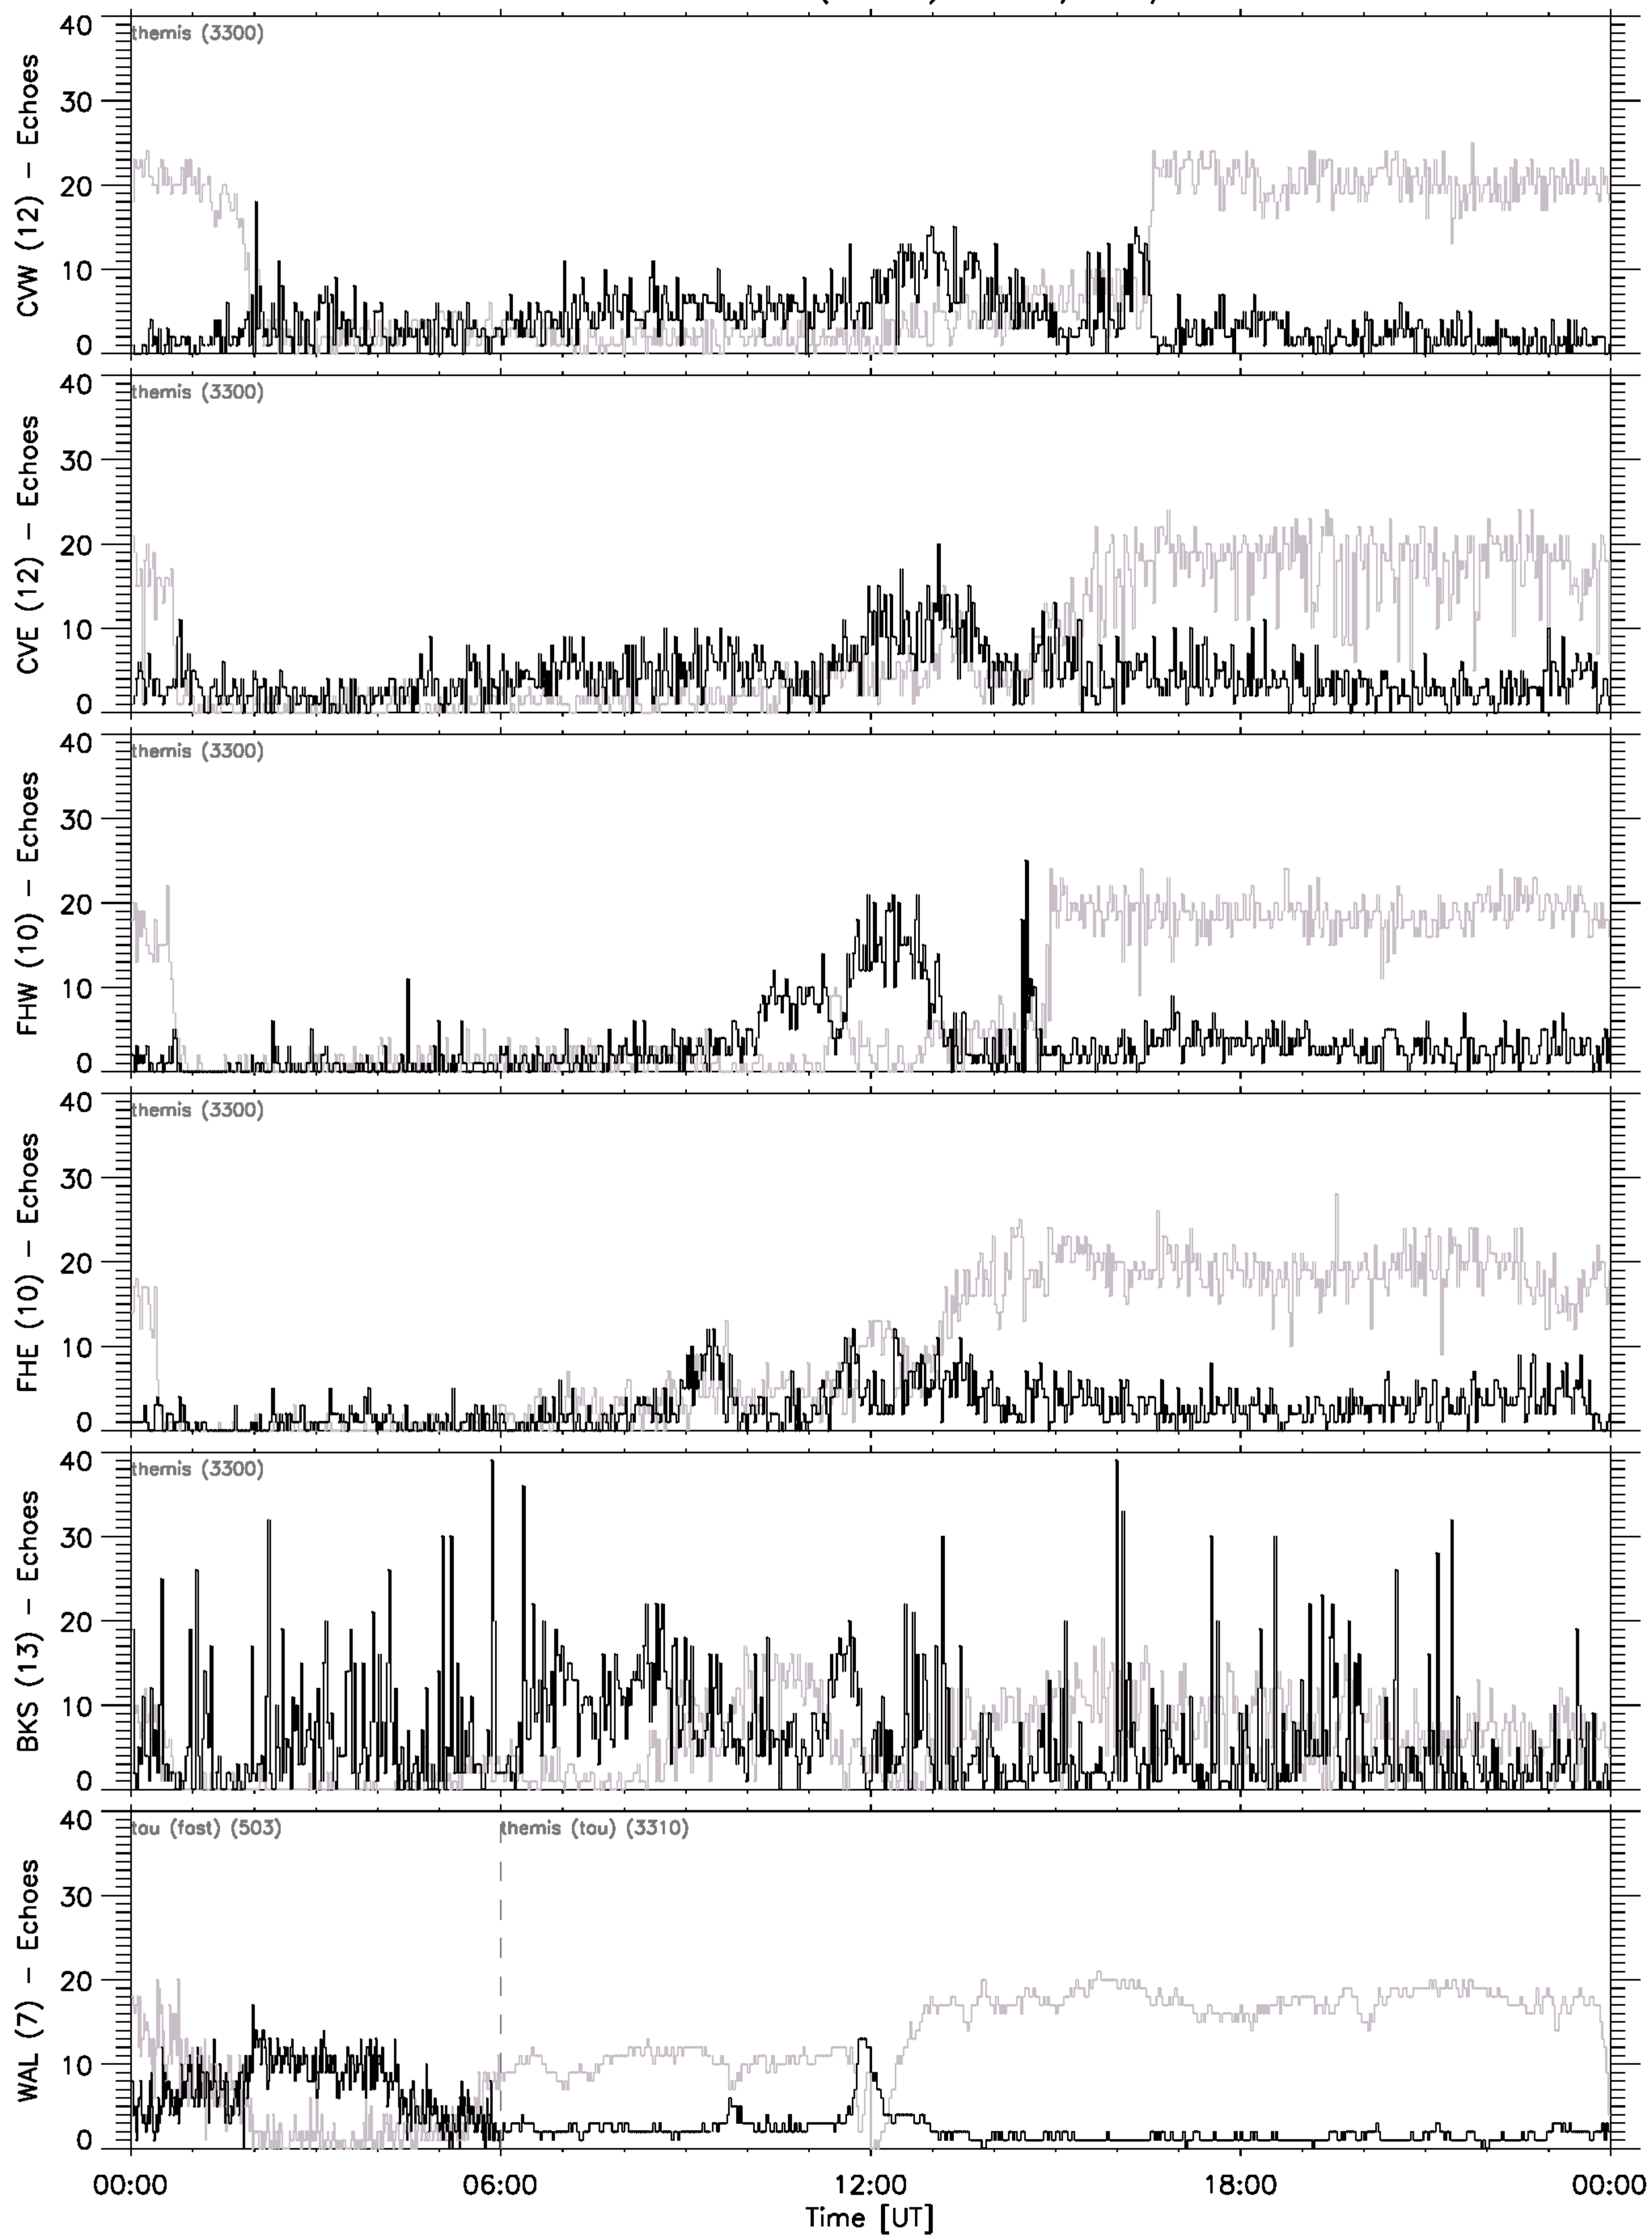 40
themis (3300)
30
20
10
0
CVW (12) – Echoes
40
themis (3300)
30
20
10
0
CVE (12) – Echoes
40
themis (3300)
30
20
10
0
FHW (10) – Echoes
40
themis (3300)
30
20
10
0
FHE (10) – Echoes
40
themis (3300)
30
20
10
0
BKS (13) – Echoes
40
tau (fast) (503) themis (tau) (3310)
30
20
10
0
WAL (7) – Echoes
00:00 06:00 12:00 18:00 00:00
Time [UT]